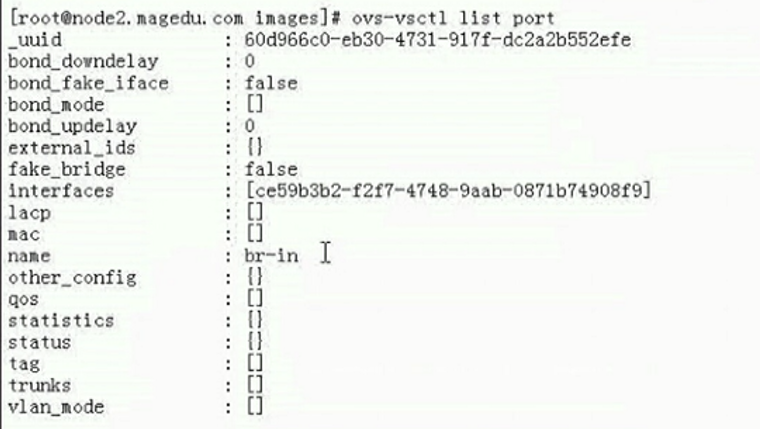 [root@node2.magedu.com images]# ovs-vsctl list port
_uuid : 60d966c0-eb30-4731-917f-dc2a2b552efe
bond_downdelay : 0
bond_fake_iface : false
bond_mode : []
bond_updelay : 0
external_ids : {}
fake_bridge : false
interfaces : [ce59b3b2-f2f7-4748-9aab-0871b74908f9]
lacp : []
mac : []
name : br-in
other_config : {}
qos : []
statistics : {}
status : {}
tag : []
trunks : []
vlan_mode : []